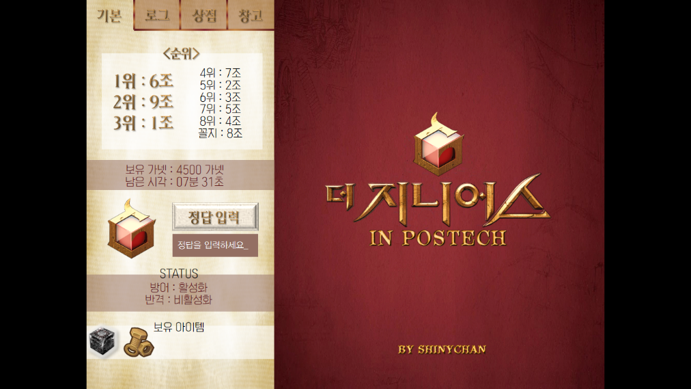 기본 로그 상점 창고
<순위>
1위 : 6조
2위 : 9조
3위 : 1조
4위 : 7조
5위 : 2조
6위 : 3조
7위 : 5조
8위 : 4조
꼴지 : 8조
보유 가넷 : 4500 가넷
남은 시각 : 07분 31초
정답 입력
정답을 입력하세요_
STATUS
방어 : 활성화
반격 : 비활성화
보유 아이템
더 지니어스
IN POSTECH
BY SHINYCHAN